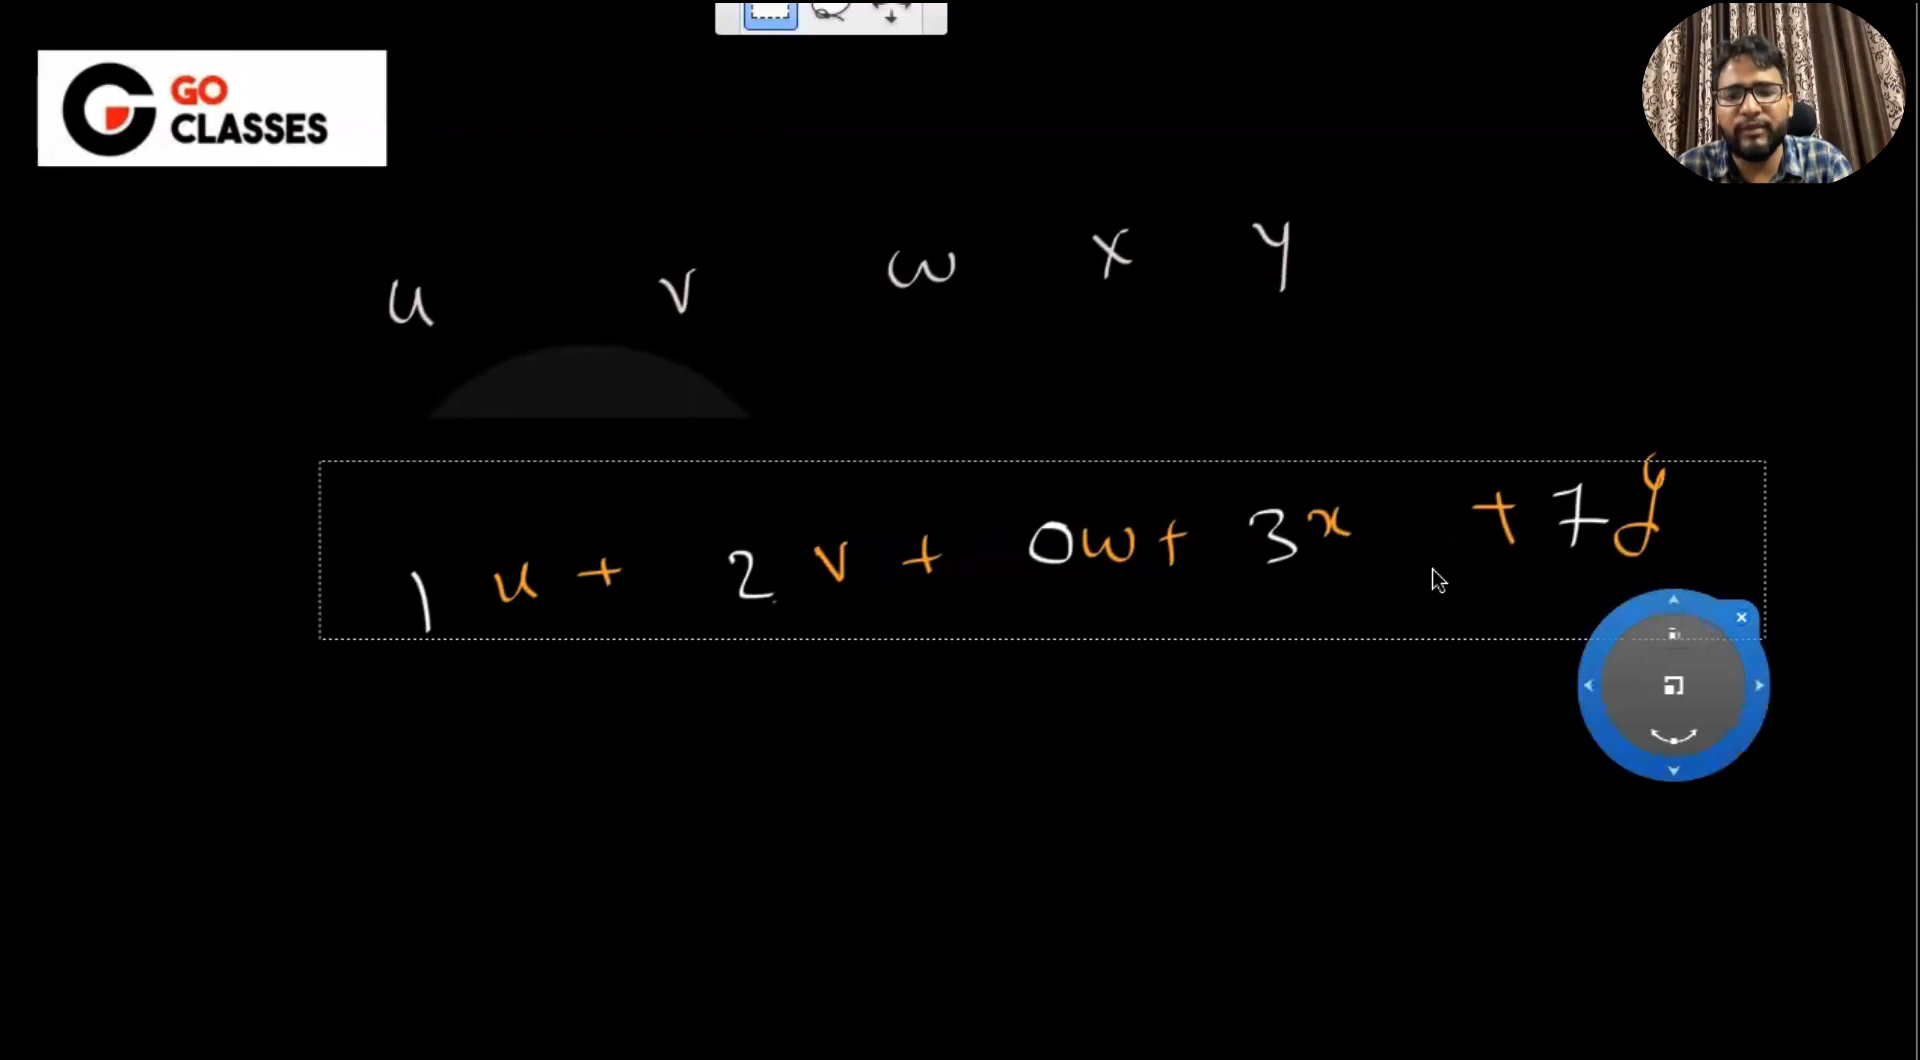 GO
CLASSES
u v w x y
1 u + 2 v + 0w + 3x + 7y